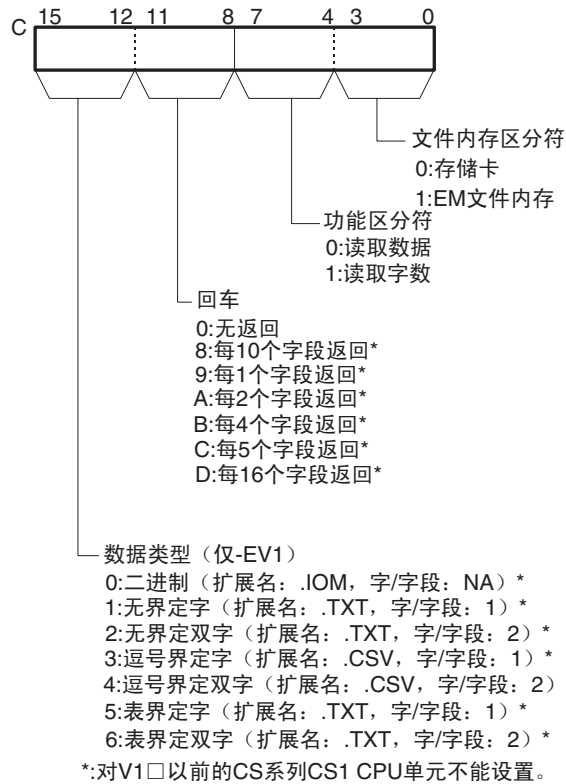 C 15 12 11 8 7 4 3 0
文件内存区分符
0:存储卡
1:EM文件内存
功能区分符
0:读取数据
1:读取字数
回车
0:无返回
8:每10个字段返回*
9:每1个字段返回*
A:每2个字段返回*
B:每4个字段返回*
C:每5个字段返回*
D:每16个字段返回*
数据类型（仅-EV1）
0:二进制（扩展名：.IOM，字/字段：NA）*
1:无界定字（扩展名：.TXT，字/字段：1）*
2:无界定双字（扩展名：.TXT，字/字段：2）*
3:逗号界定字（扩展名：.CSV，字/字段：1）*
4:逗号界定双字（扩展名：.CSV，字/字段：2）
5:表界定字（扩展名：.TXT，字/字段：1）*
6:表界定双字（扩展名：.TXT，字/字段：2）*
*:对V1□以前的CS系列CS1 CPU单元不能设置。